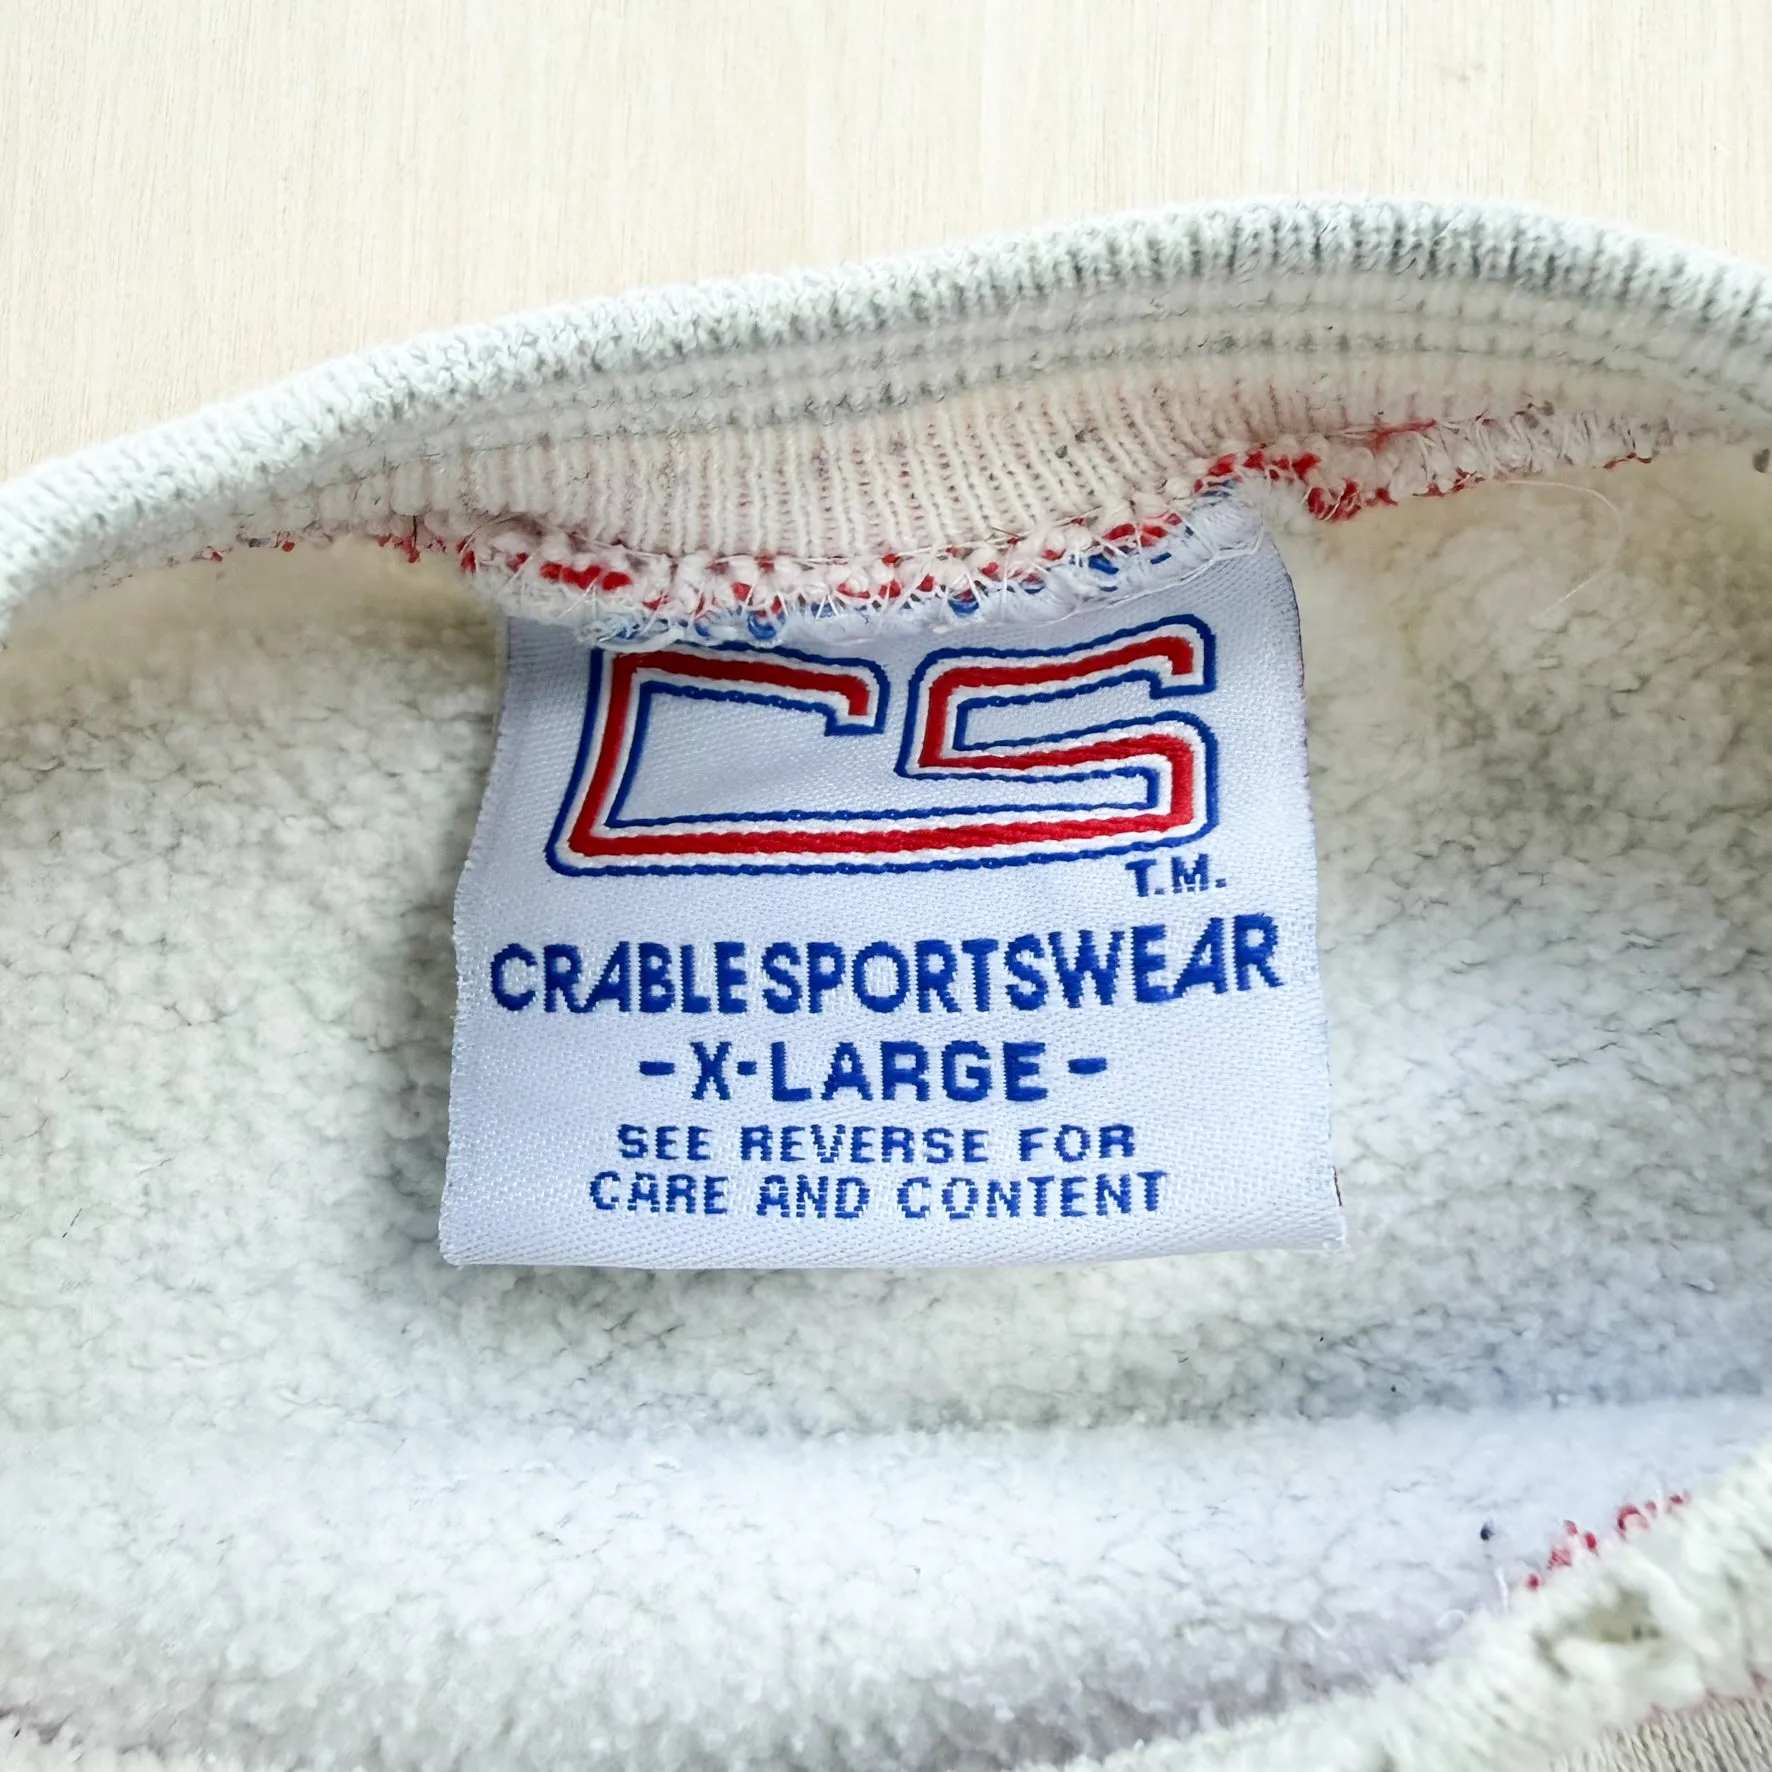 CS
T.M.
CRABLE SPORTSWEAR
- X-LARGE -
SEE REVERSE FOR
CARE AND CONTENT